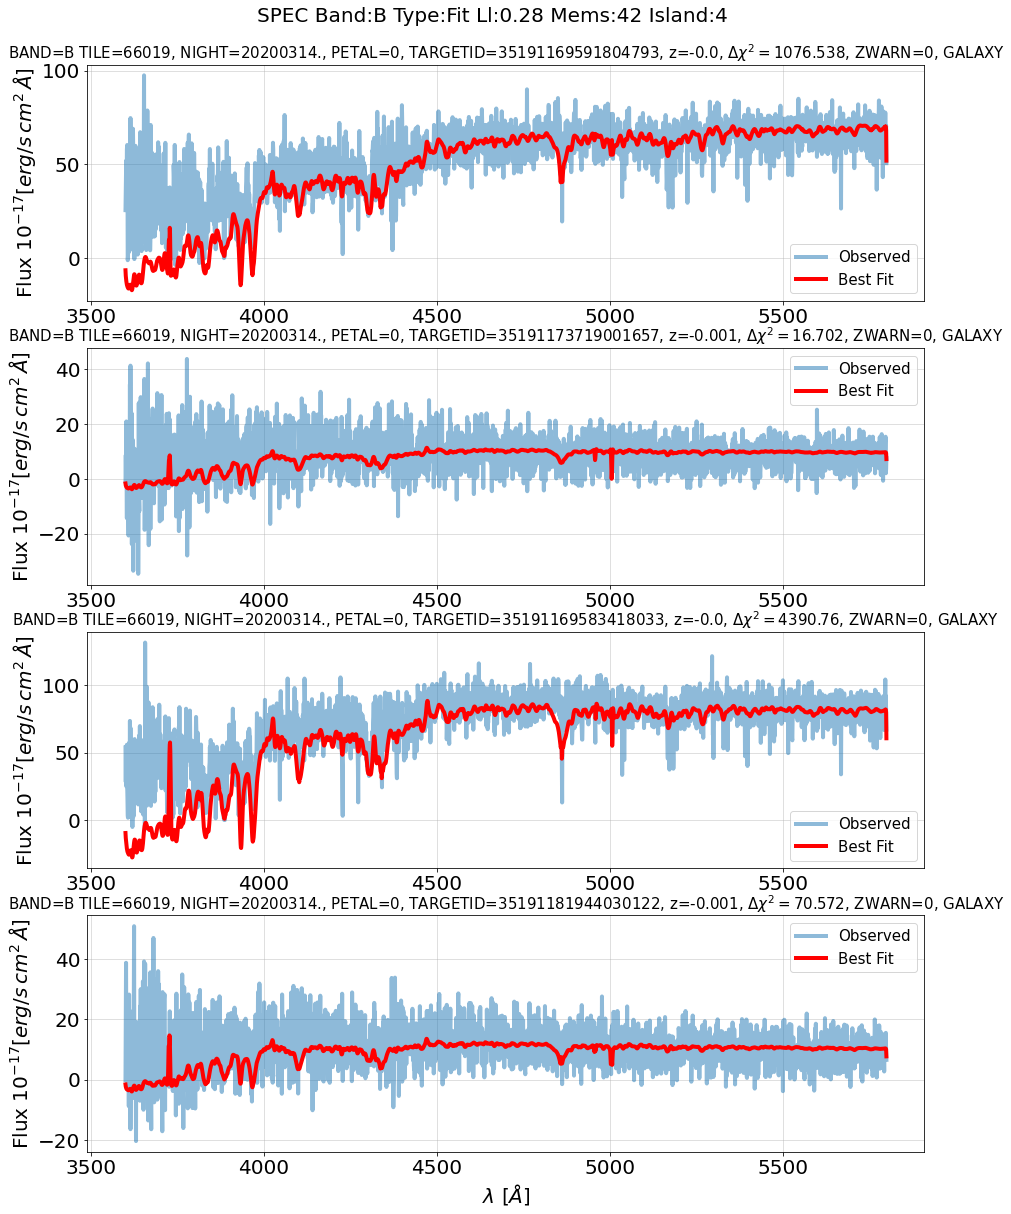 SPEC Band:B Type:Fit Ll:0.28 Mems:42 Island:4
BAND=B TILE=66019, NIGHT=20200314., PETAL=0, TARGETID=35191169591804793, z=-0.0, Δχ² = 1076.538, ZWARN=0, GALAXY
100
50
0
Flux 10⁻¹⁷[erg/s cm² Å]
Observed
Best Fit
3500 4000 4500 5000 5500
BAND=B TILE=66019, NIGHT=20200314., PETAL=0, TARGETID=35191173719001657, z=-0.001, Δχ² = 16.702, ZWARN=0, GALAXY
40
20
0
−20
Flux 10⁻¹⁷[erg/s cm² Å]
Observed
Best Fit
3500 4000 4500 5000 5500
BAND=B TILE=66019, NIGHT=20200314., PETAL=0, TARGETID=35191169583418033, z=-0.0, Δχ² = 4390.76, ZWARN=0, GALAXY
100
50
0
Flux 10⁻¹⁷[erg/s cm² Å]
Observed
Best Fit
3500 4000 4500 5000 5500
BAND=B TILE=66019, NIGHT=20200314., PETAL=0, TARGETID=35191181944030122, z=-0.001, Δχ² = 70.572, ZWARN=0, GALAXY
40
20
0
−20
Flux 10⁻¹⁷[erg/s cm² Å]
Observed
Best Fit
3500 4000 4500 5000 5500
λ [Å]